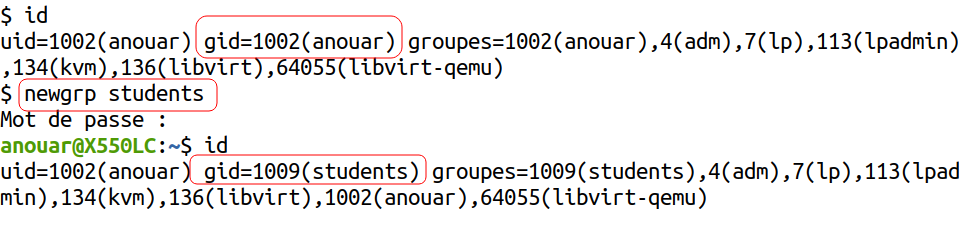 $ id
uid=1002(anouar) gid=1002(anouar) groupes=1002(anouar),4(adm),7(lp),113(lpadmin)
,134(kvm),136(libvirt),64055(libvirt-qemu)
$ newgrp students
Mot de passe :
anouar@X550LC:~$ id
uid=1002(anouar) gid=1009(students) groupes=1009(students),4(adm),7(lp),113(lpad
min),134(kvm),136(libvirt),1002(anouar),64055(libvirt-qemu)